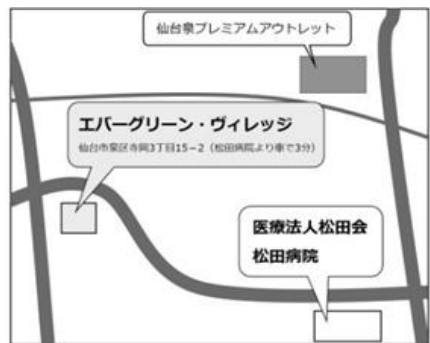 仙台泉プレミアムアウトレット
エバーグリーン・ヴィレッジ
仙台市泉区寺岡3丁目15−2（松田病院より車で3分）
医療法人松田会
松田病院